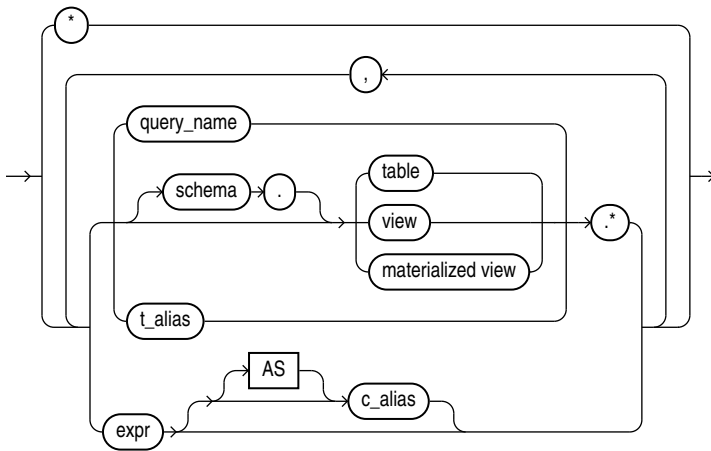 *
,
query_name
schema . table
view .*
materialized view
t_alias
AS
c_alias
expr